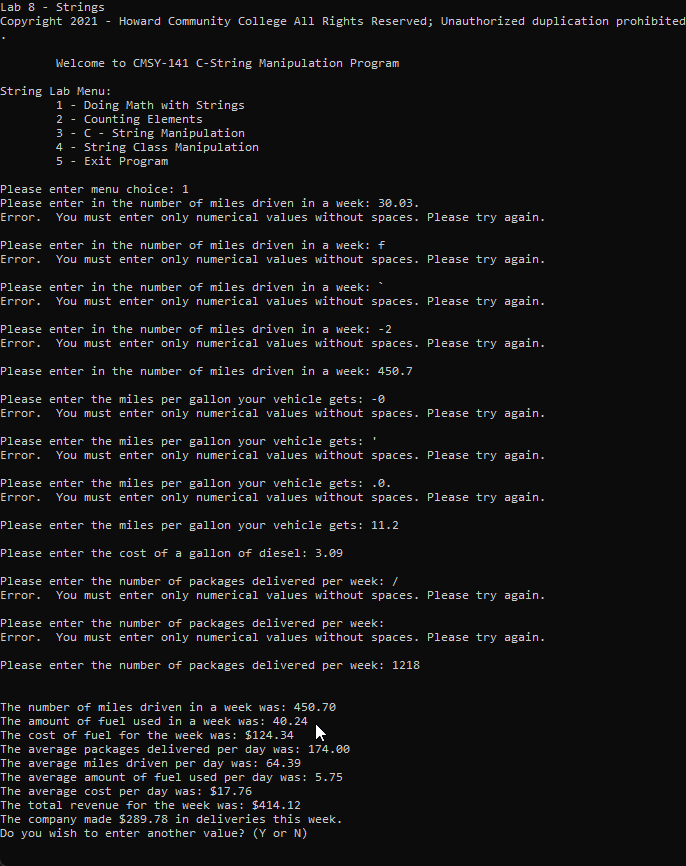 Lab 8 - Strings
Copyright 2021 - Howard Community College All Rights Reserved; Unauthorized duplication prohibited
.
Welcome to CMSY-141 C-String Manipulation Program
String Lab Menu:
1 - Doing Math with Strings
2 - Counting Elements
3 - C - String Manipulation
4 - String Class Manipulation
5 - Exit Program
Please enter menu choice: 1
Please enter in the number of miles driven in a week: 30.03.
Error.  You must enter only numerical values without spaces. Please try again.
Please enter in the number of miles driven in a week: f
Error.  You must enter only numerical values without spaces. Please try again.
Please enter in the number of miles driven in a week: `
Error.  You must enter only numerical values without spaces. Please try again.
Please enter in the number of miles driven in a week: -2
Error.  You must enter only numerical values without spaces. Please try again.
Please enter in the number of miles driven in a week: 450.7
Please enter the miles per gallon your vehicle gets: -0
Error.  You must enter only numerical values without spaces. Please try again.
Please enter the miles per gallon your vehicle gets: '
Error.  You must enter only numerical values without spaces. Please try again.
Please enter the miles per gallon your vehicle gets: .0.
Error.  You must enter only numerical values without spaces. Please try again.
Please enter the miles per gallon your vehicle gets: 11.2
Please enter the cost of a gallon of diesel: 3.09
Please enter the number of packages delivered per week: /
Error.  You must enter only numerical values without spaces. Please try again.
Please enter the number of packages delivered per week:
Error.  You must enter only numerical values without spaces. Please try again.
Please enter the number of packages delivered per week: 1218
The number of miles driven in a week was: 450.70
The amount of fuel used in a week was: 40.24
The cost of fuel for the week was: $124.34
The average packages delivered per day was: 174.00
The average miles driven per day was: 64.39
The average amount of fuel used per day was: 5.75
The average cost per day was: $17.76
The total revenue for the week was: $414.12
The company made $289.78 in deliveries this week.
Do you wish to enter another value? (Y or N)